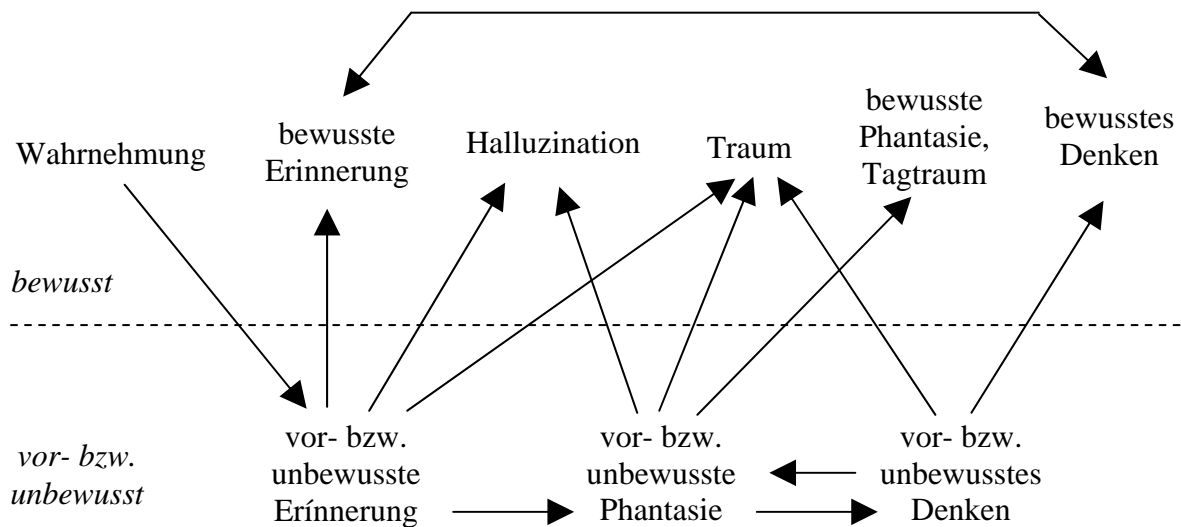 Wahrnehmung
bewusste
Erinnerung
Halluzination
Traum
bewusste
Phantasie,
Tagtraum
bewusstes
Denken
bewusst
vor- bzw.
unbewusst
vor- bzw.
unbewusste
Erínnerung
vor- bzw.
unbewusste
Phantasie
vor- bzw.
unbewusstes
Denken